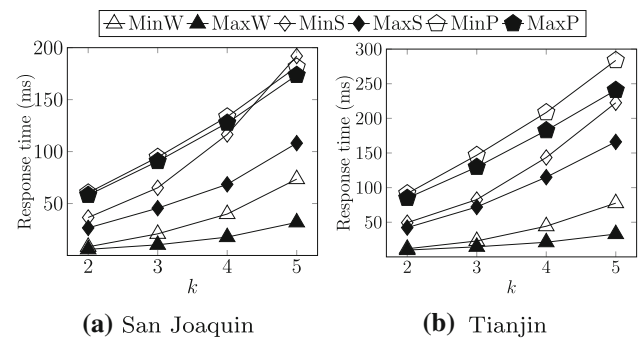 MinW MaxW MinS MaxS MinP MaxP
Response time (ms)
200
150
100
50
2 3 4 5
k
(a) San Joaquin
Response time (ms)
300
250
200
150
100
50
2 3 4 5
k
(b) Tianjin